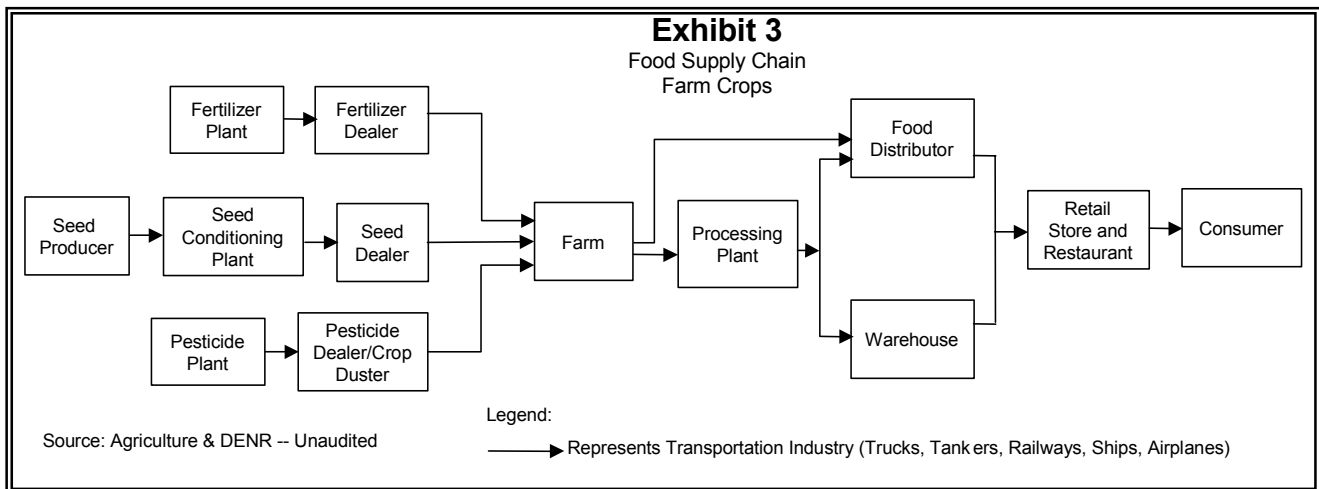 Exhibit 3
Food Supply Chain
Farm Crops
Fertilizer
Plant
Fertilizer
Dealer
Food
Distributor
Seed
Producer
Seed
Conditioning
Plant
Seed
Dealer
Farm
Processing
Plant
Retail
Store and
Restaurant
Consumer
Pesticide
Plant
Pesticide
Dealer/Crop
Duster
Warehouse
Legend:
Source: Agriculture & DENR -- Unaudited
Represents Transportation Industry (Trucks, Tankers, Railways, Ships, Airplanes)